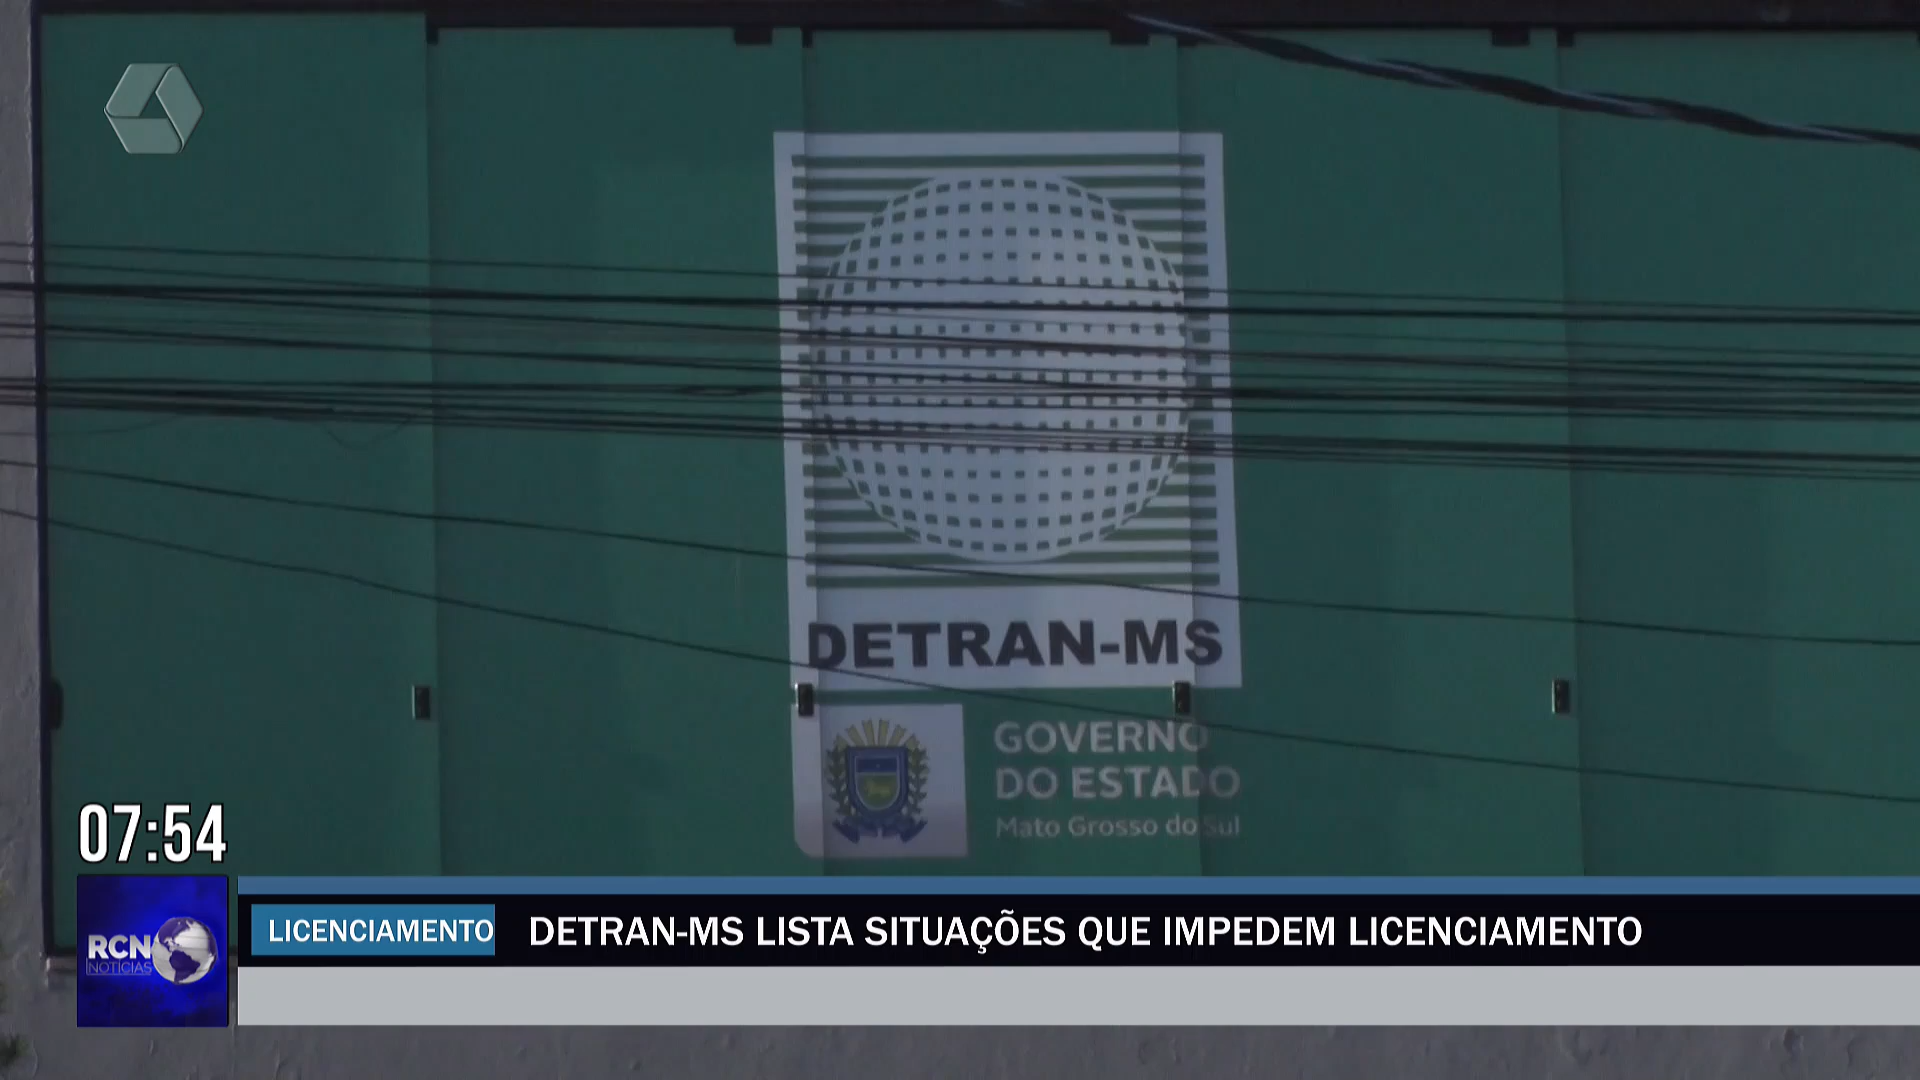 DETRAN-MS
GOVERNO
DO ESTADO
Mato Grosso do Sul
07:54
RCN
NOTÍCIAS
LICENCIAMENTO
DETRAN-MS LISTA SITUAÇÕES QUE IMPEDEM LICENCIAMENTO